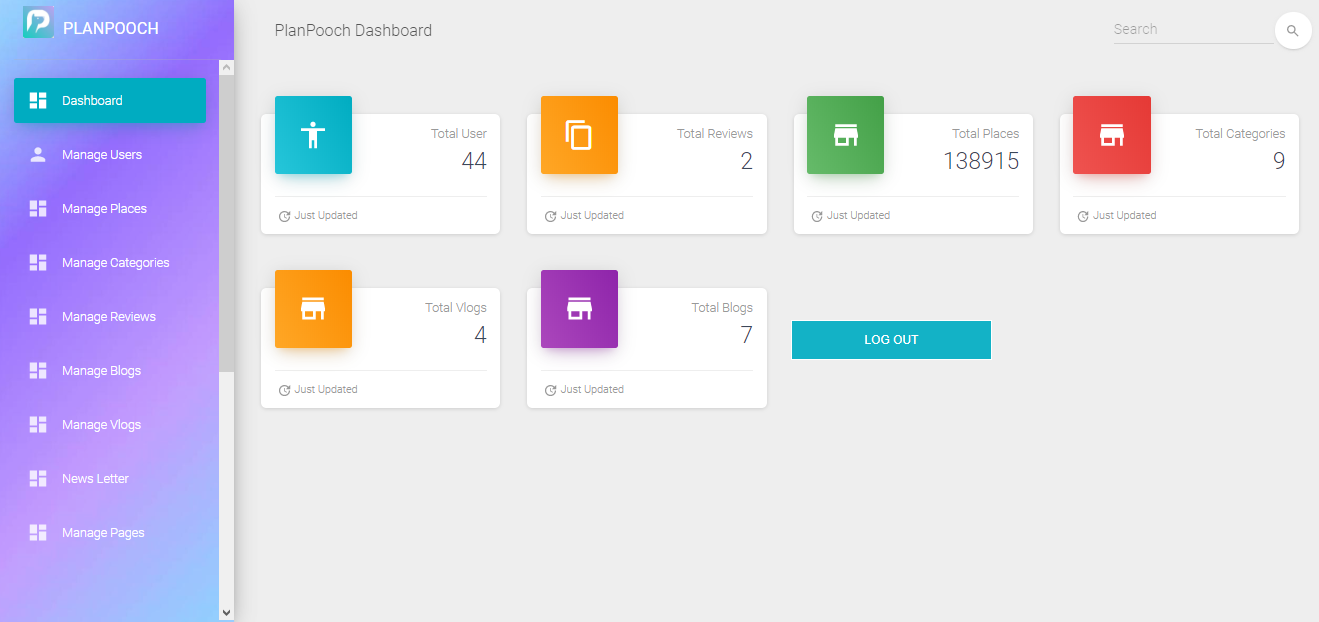 PLANPOOCH
Dashboard
Manage Users
Manage Places
Manage Categories
Manage Reviews
Manage Blogs
Manage Vlogs
News Letter
Manage Pages
PlanPooch Dashboard
Search
Total User
44
Just Updated
Total Reviews
2
Just Updated
Total Places
138915
Just Updated
Total Categories
9
Just Updated
Total Vlogs
4
Just Updated
Total Blogs
7
Just Updated
LOG OUT